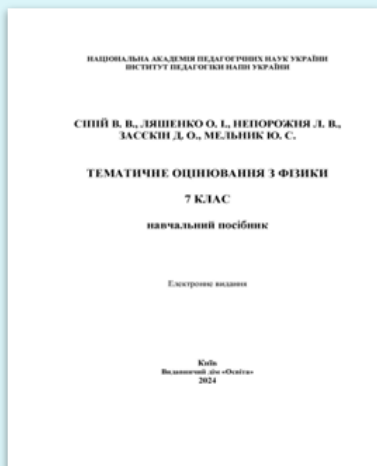 НАЦІОНАЛЬНА АКАДЕМІЯ ПЕДАГОГІЧНИХ НАУК УКРАЇНИ
ІНСТИТУТ ПЕДАГОГІКИ НАПН УКРАЇНИ
СІПІЙ В. В., ЛЯШЕНКО О. І., НЕПОРОЖНЯ Л. В.,
ЗАСЄКІН Д. О., МЕЛЬНИК Ю. С.
ТЕМАТИЧНЕ ОЦІНЮВАННЯ З ФІЗИКИ
7 КЛАС
навчальний посібник
Електронне видання
Київ
Видавничий дім «Освіта»
2024